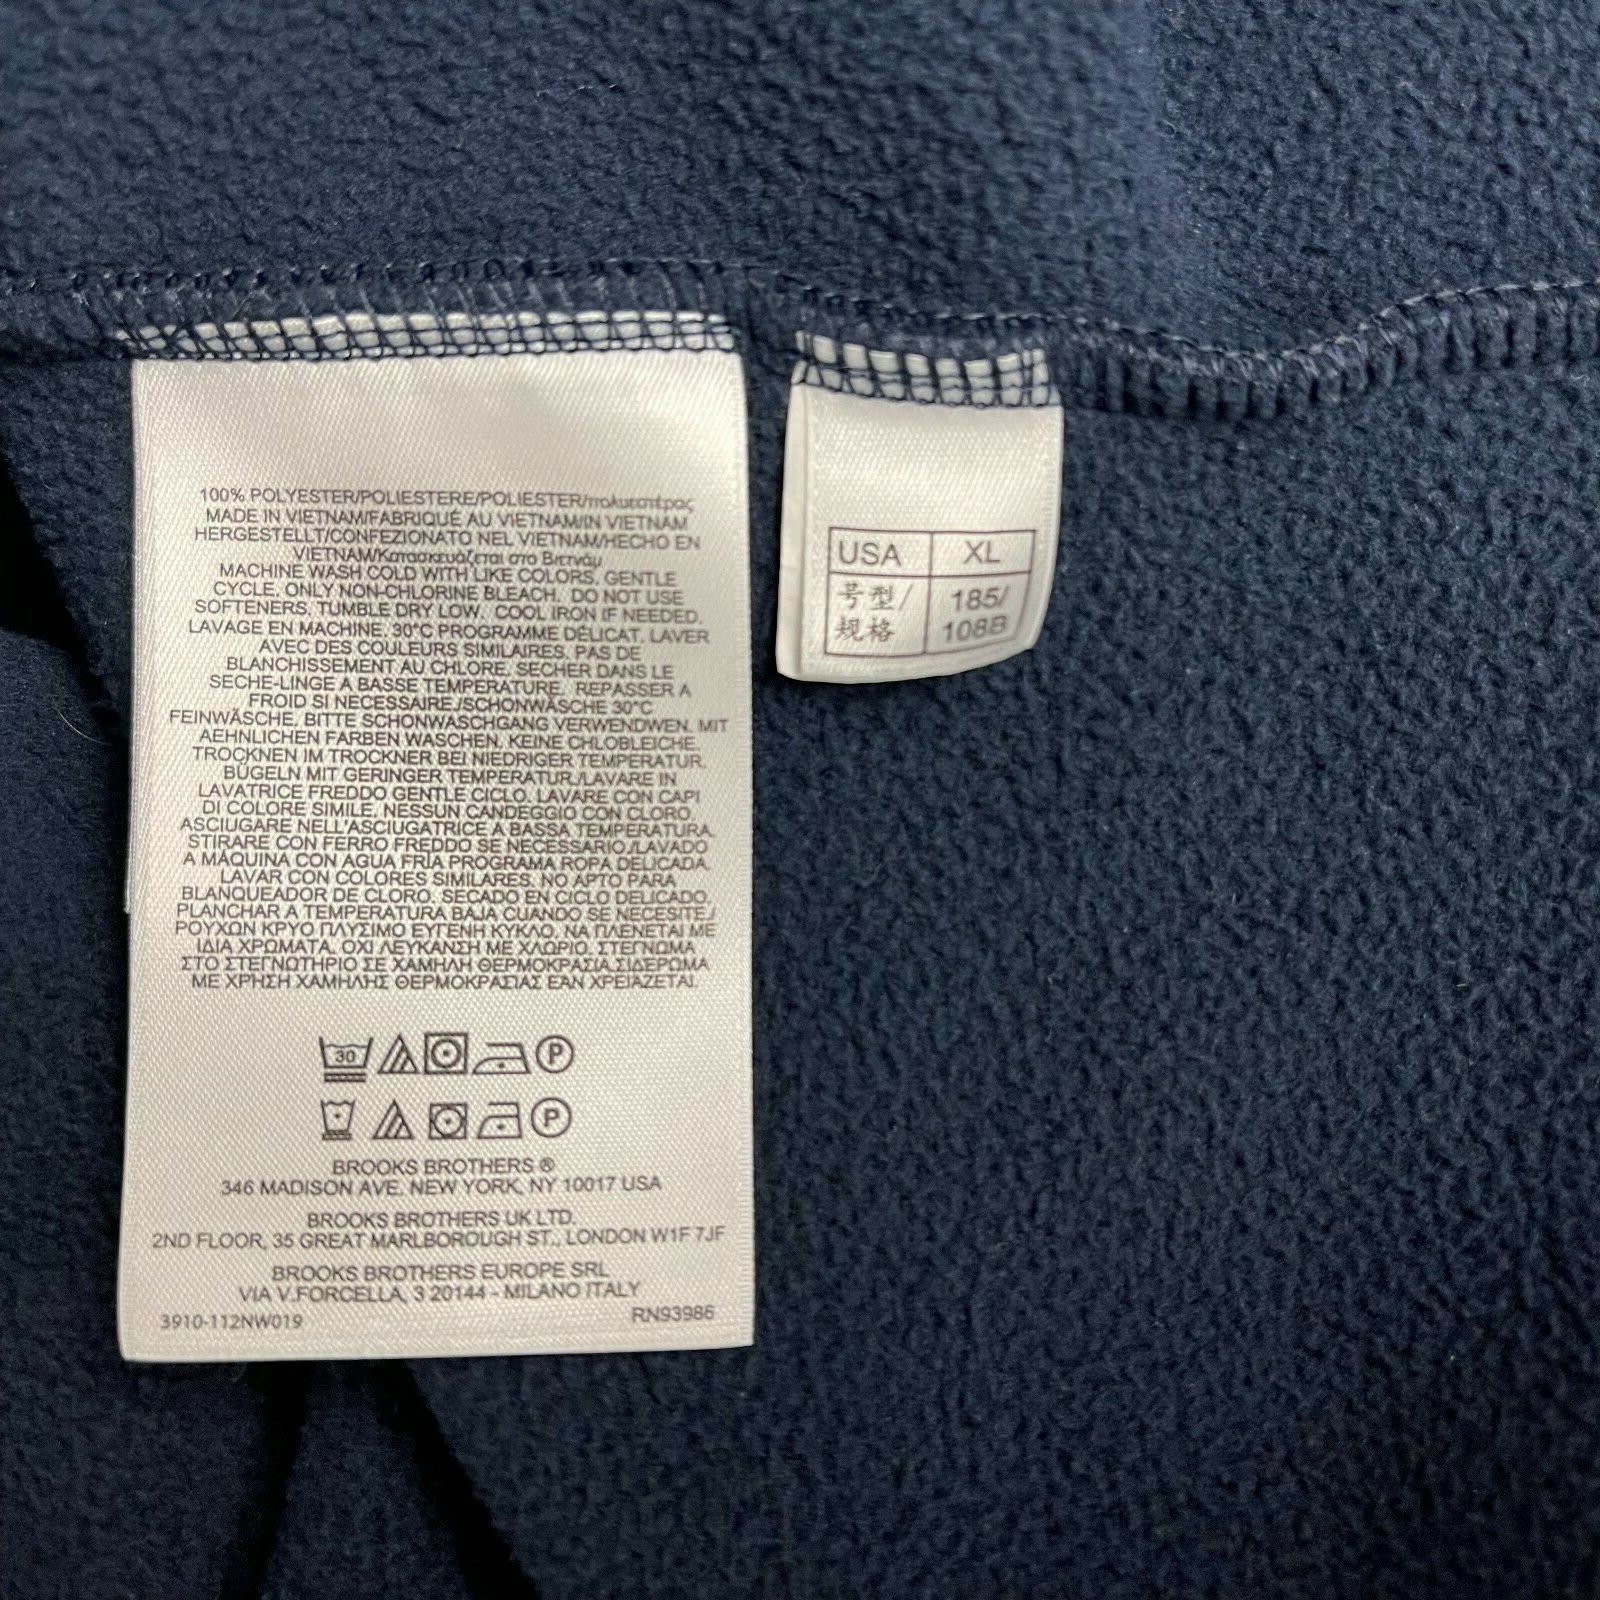 100% POLYESTER/POLIESTERE/POLIESTER/πολυεστέρας
MADE IN VIETNAM/FABRIQUÉ AU VIETNAM/IN VIETNAM
HERGESTELLT/CONFEZIONATO NEL VIETNAM/HECHO EN
VIETNAM/Κατασκευάζεται στο Βιετνάμ
MACHINE WASH COLD WITH LIKE COLORS. GENTLE
CYCLE, ONLY NON-CHLORINE BLEACH. DO NOT USE
SOFTENERS, TUMBLE DRY LOW. COOL IRON IF NEEDED.
LAVAGE EN MACHINE. 30°C PROGRAMME DÉLICAT. LAVER
AVEC DES COULEURS SIMILAIRES. PAS DE
BLANCHISSEMENT AU CHLORE. SECHER DANS LE
SECHE-LINGE A BASSE TEMPERATURE. REPASSER A
FROID SI NECESSAIRE./SCHONWÄSCHE 30°C
FEINWÄSCHE. BITTE SCHONWASCHGANG VERWENDWEN. MIT
AEHNLICHEN FARBEN WASCHEN. KEINE CHLOBLEICHE.
TROCKNEN IM TROCKNER BEI NIEDRIGER TEMPERATUR.
BÜGELN MIT GERINGER TEMPERATUR./LAVARE IN
LAVATRICE FREDDO GENTLE CICLO. LAVARE CON CAPI
DI COLORE SIMILE. NESSUN CANDEGGIO CON CLORO.
ASCIUGARE NELL'ASCIUGATRICE A BASSA TEMPERATURA.
STIRARE CON FERRO FREDDO SE NECESSARIO./LAVADO
A MÁQUINA CON AGUA FRÍA PROGRAMA ROPA DELICADA.
LAVAR CON COLORES SIMILARES. NO APTO PARA
BLANQUEADOR DE CLORO. SECADO EN CICLO DELICADO.
PLANCHAR A TEMPERATURA BAJA CUANDO SE NECESITE./
ΡΟΥΧΩΝ ΚΡΥΟ ΠΛΥΣΙΜΟ ΕΥΓΕΝΗ ΚΥΚΛΟ. ΝΑ ΠΛΕΝΕΤΑΙ ΜΕ
ΙΔΙΑ ΧΡΩΜΑΤΑ. ΟΧΙ ΛΕΥΚΑΝΣΗ ΜΕ ΧΛΩΡΙΟ. ΣΤΕΓΝΩΜΑ
ΣΤΟ ΣΤΕΓΝΩΤΗΡΙΟ ΣΕ ΧΑΜΗΛΗ ΘΕΡΜΟΚΡΑΣΙΑ.ΣΙΔΕΡΩΜΑ
ΜΕ ΧΡΗΣΗ ΧΑΜΗΛΗΣ ΘΕΡΜΟΚΡΑΣΙΑΣ ΕΑΝ ΧΡΕΙΑΖΕΤΑΙ.
30 P
P
BROOKS BROTHERS ®
346 MADISON AVE. NEW YORK, NY 10017 USA
BROOKS BROTHERS UK LTD.
2ND FLOOR, 35 GREAT MARLBOROUGH ST., LONDON W1F 7JF
BROOKS BROTHERS EUROPE SRL
VIA V.FORCELLA, 3 20144 - MILANO ITALY
3910-112NW019 RN93986
USA XL
号型/ 185/
规格 108B